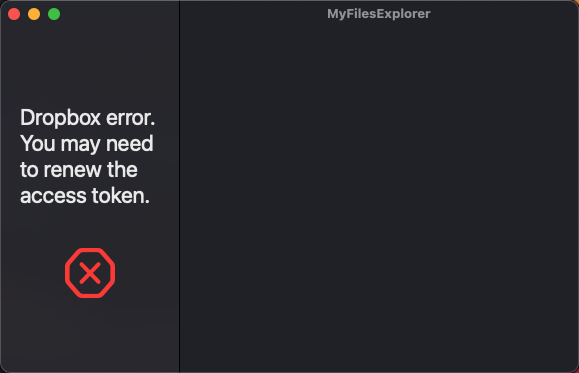 MyFilesExplorer
Dropbox error.
You may need
to renew the
access token.